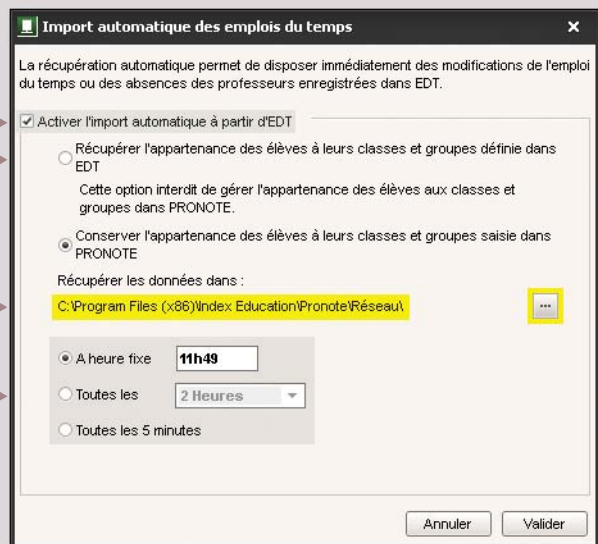 Import automatique des emplois du temps
La récupération automatique permet de disposer immédiatement des modifications de l'emploi
du temps ou des absences des professeurs enregistrées dans EDT.
Activer l'import automatique à partir d'EDT
Récupérer l'appartenance des élèves à leurs classes et groupes définie dans
EDT
Cette option interdit de gérer l'appartenance des élèves aux classes et
groupes dans PRONOTE.
Conserver l'appartenance des élèves à leurs classes et groupes saisie dans
PRONOTE
Récupérer les données dans :
C:\Program Files (x86)\Index Education\Pronote\Réseau\
...
A heure fixe 11h49
Toutes les 2 Heures
Toutes les 5 minutes
Annuler Valider